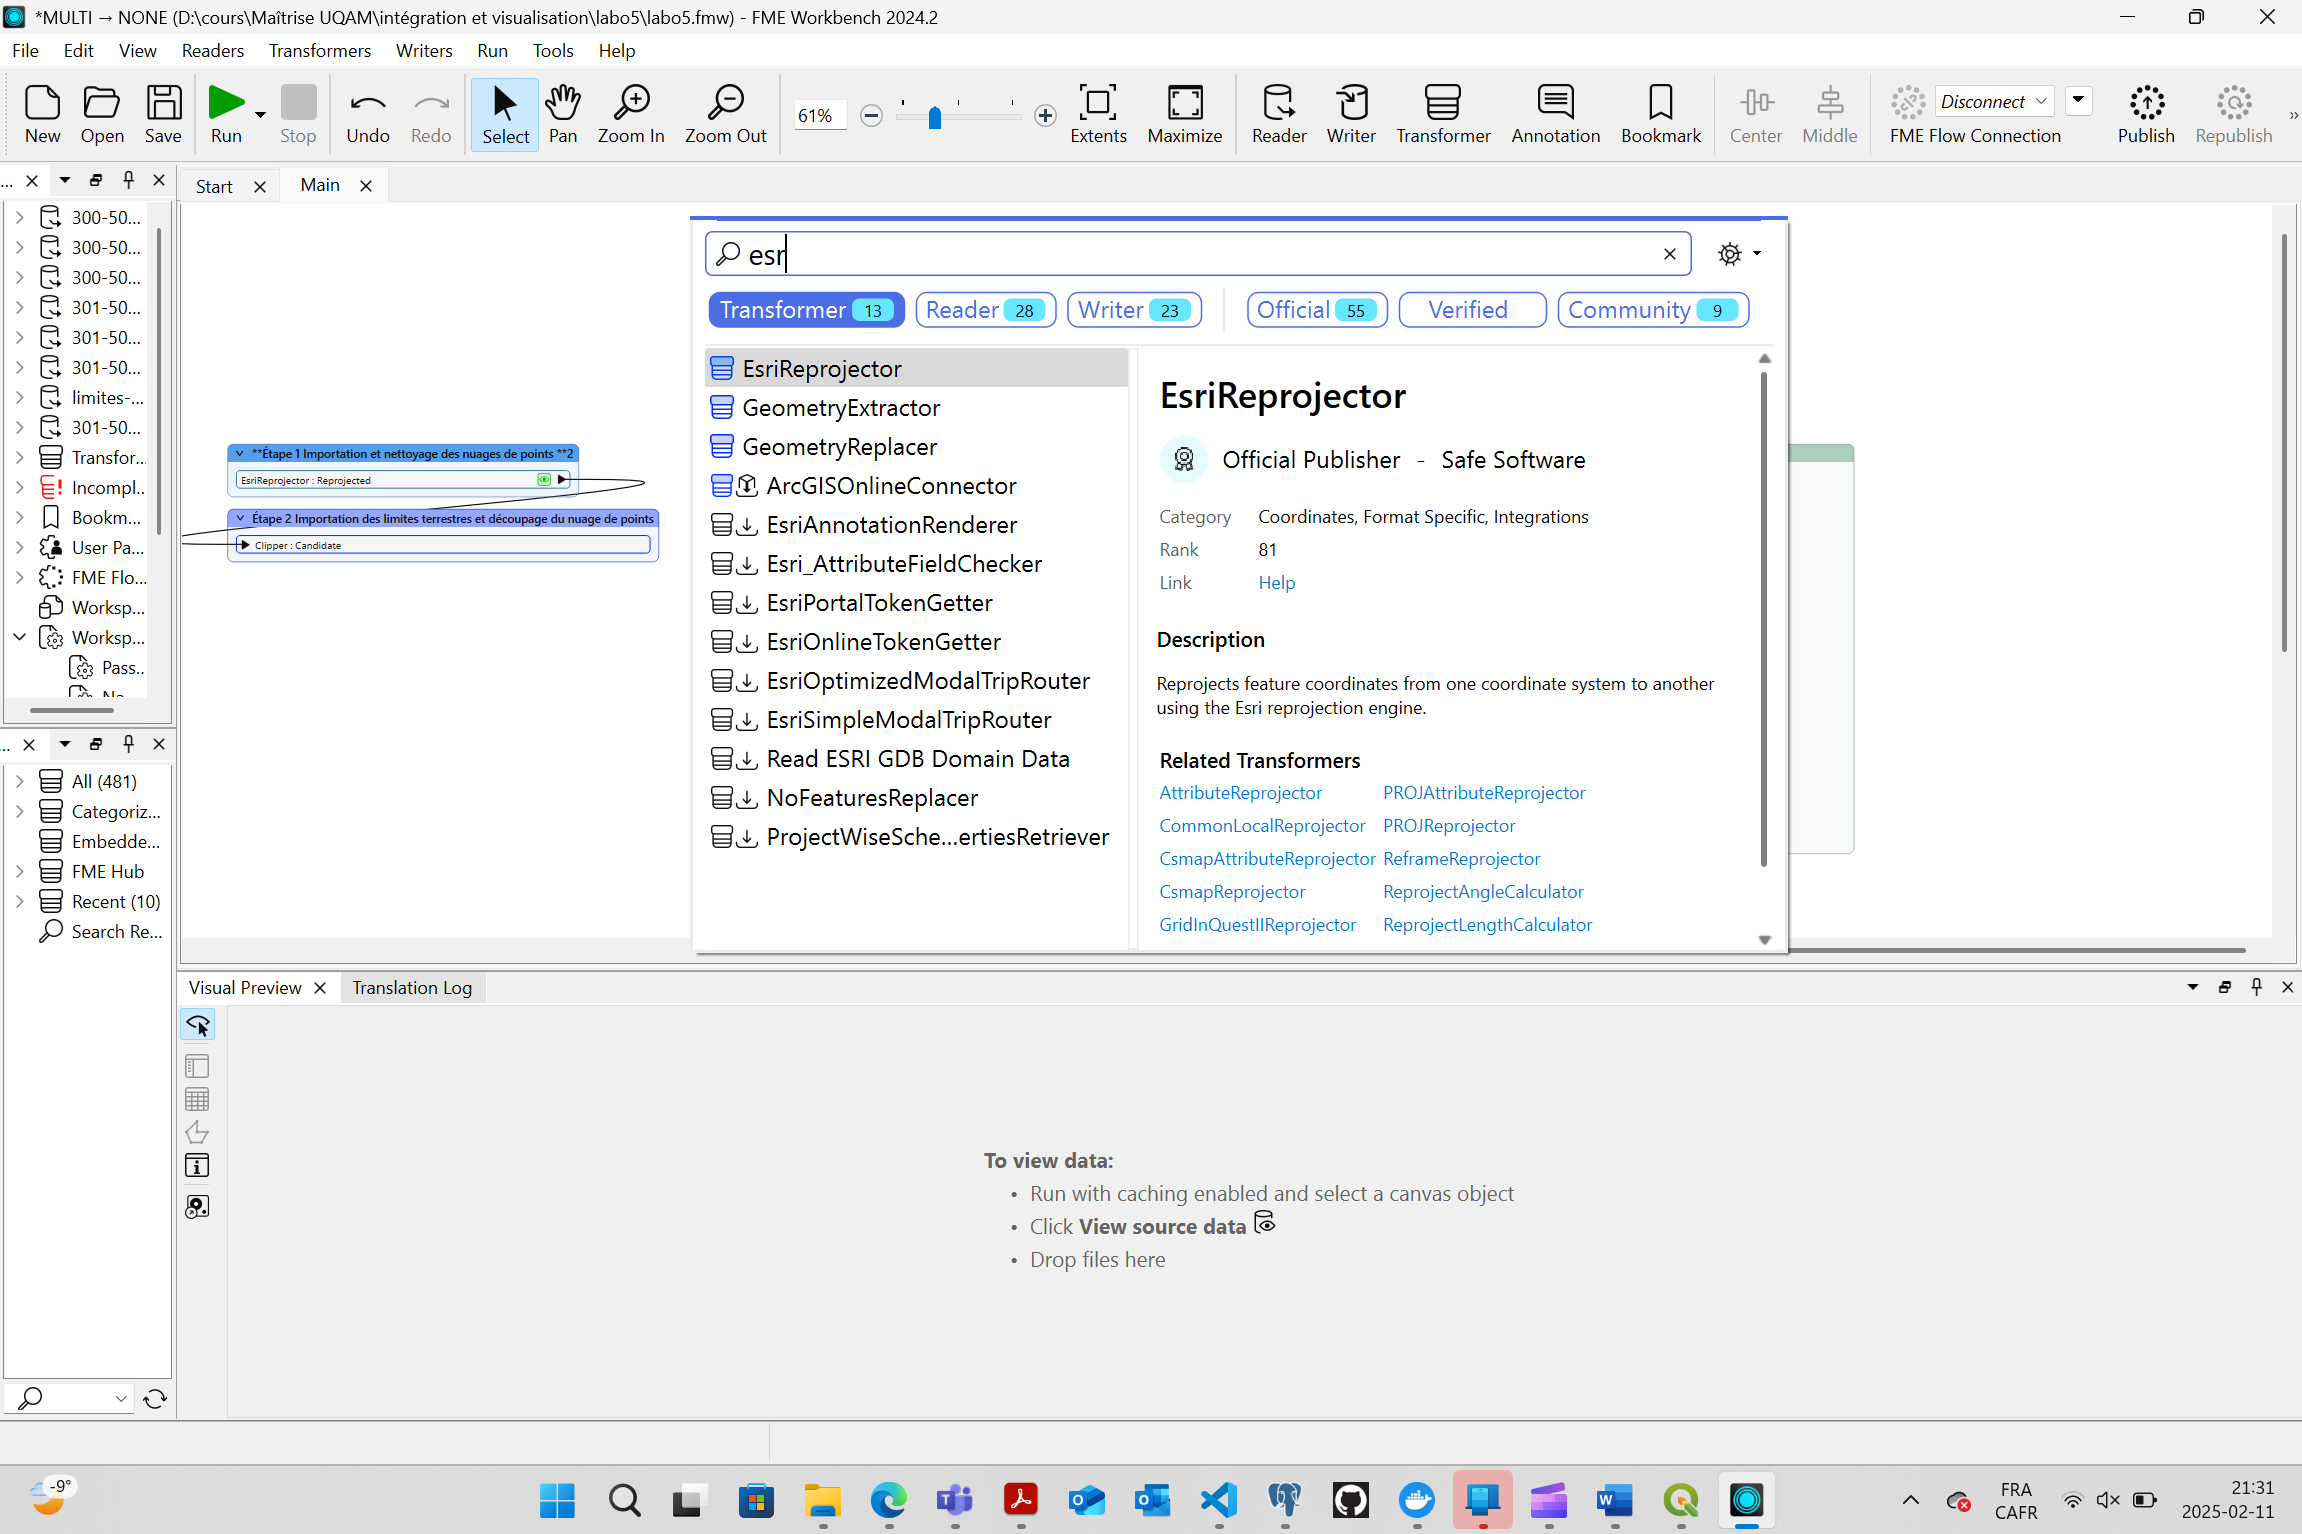 *MULTI → NONE (D:\cours\Maîtrise UQAM\intégration et visualisation\labo5\labo5.fmw) - FME Workbench 2024.2
File Edit View Readers Transformers Writers Run Tools Help
New Open Save Run Stop Undo Redo Select Pan Zoom In Zoom Out 61% Extents Maximize Reader Writer Transformer Annotation Bookmark Center Middle Disconnect FME Flow Connection Publish Republish
...
Start Main
300-50...
300-50...
300-50...
301-50...
301-50...
301-50...
limites-...
301-50...
Transfor...
Incompl...
Bookm...
User Pa...
FME Flo...
Worksp...
Worksp...
Pass...
...
All (481)
Categoriz...
Embedde...
FME Hub
Recent (10)
Search Re...
**Étape 1 Importation et nettoyage des nuages de points **2
EsriReprojector : Reprojected
Étape 2 Importation des limites terrestres et découpage du nuage de points
Clipper : Candidate
esr
Transformer 13 Reader 28 Writer 23 Official 55 Verified Community 9
EsriReprojector
GeometryExtractor
GeometryReplacer
ArcGISOnlineConnector
EsriAnnotationRenderer
Esri_AttributeFieldChecker
EsriPortalTokenGetter
EsriOnlineTokenGetter
EsriOptimizedModalTripRouter
EsriSimpleModalTripRouter
Read ESRI GDB Domain Data
NoFeaturesReplacer
ProjectWiseSche...ertiesRetriever
EsriReprojector
Official Publisher - Safe Software
Category Coordinates, Format Specific, Integrations
Rank 81
Link Help
Description
Reprojects feature coordinates from one coordinate system to another
using the Esri reprojection engine.
Related Transformers
AttributeReprojector PROJAttributeReprojector
CommonLocalReprojector PROJReprojector
CsmapAttributeReprojector ReframeReprojector
CsmapReprojector ReprojectAngleCalculator
GridInQuestIIReprojector ReprojectLengthCalculator
Visual Preview Translation Log
To view data:
• Run with caching enabled and select a canvas object
• Click View source data
• Drop files here
-9°
FRA
CAFR
21:31
2025-02-11